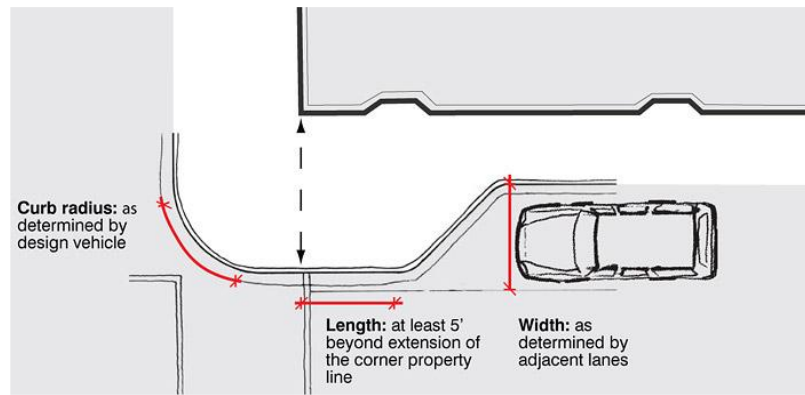 Curb radius: as
determined by
design vehicle
Length: at least 5'
beyond extension of
the corner property
line
Width: as
determined by
adjacent lanes